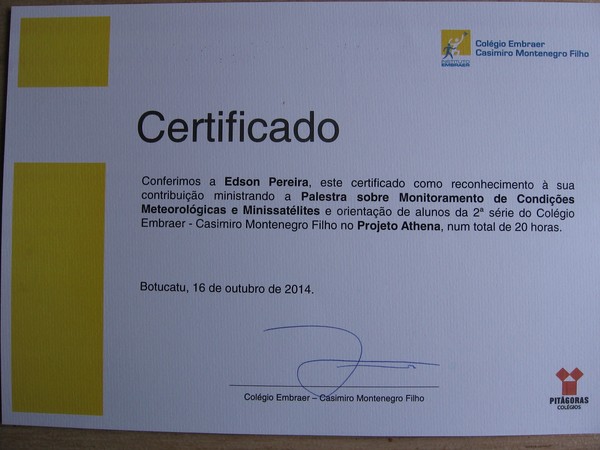 INSTITUTO
EMBRAER
Colégio Embraer
Casimiro Montenegro Filho
Certificado
Conferimos a Edson Pereira, este certificado como reconhecimento à sua
contribuição ministrando a Palestra sobre Monitoramento de Condições
Meteorológicas e Minissatélites e orientação de alunos da 2ª série do Colégio
Embraer - Casimiro Montenegro Filho no Projeto Athena, num total de 20 horas.
Botucatu, 16 de outubro de 2014.
Colégio Embraer – Casimiro Montenegro Filho
PITÁGORAS
COLÉGIOS